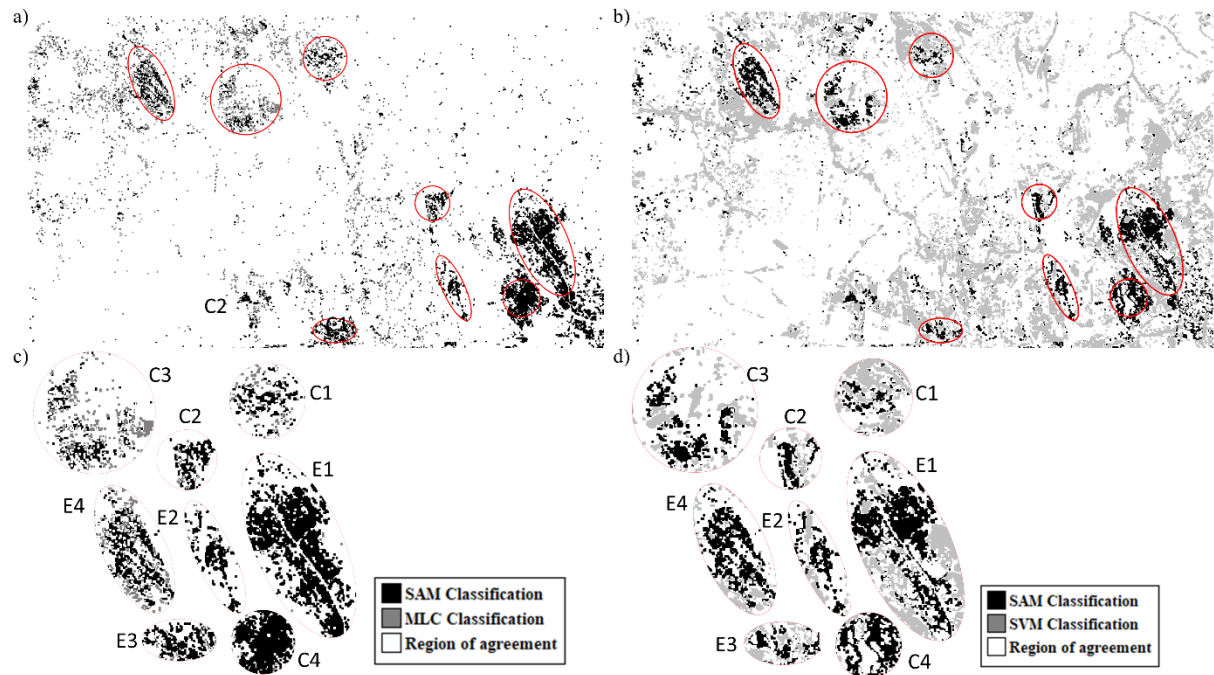 a)
b)
C2
c)
d)
C3
C1
C2
E1
E4
E2
E3
C4
SAM Classification
MLC Classification
Region of agreement
C3
C1
C2
E1
E4
E2
E3
C4
SAM Classification
SVM Classification
Region of agreement